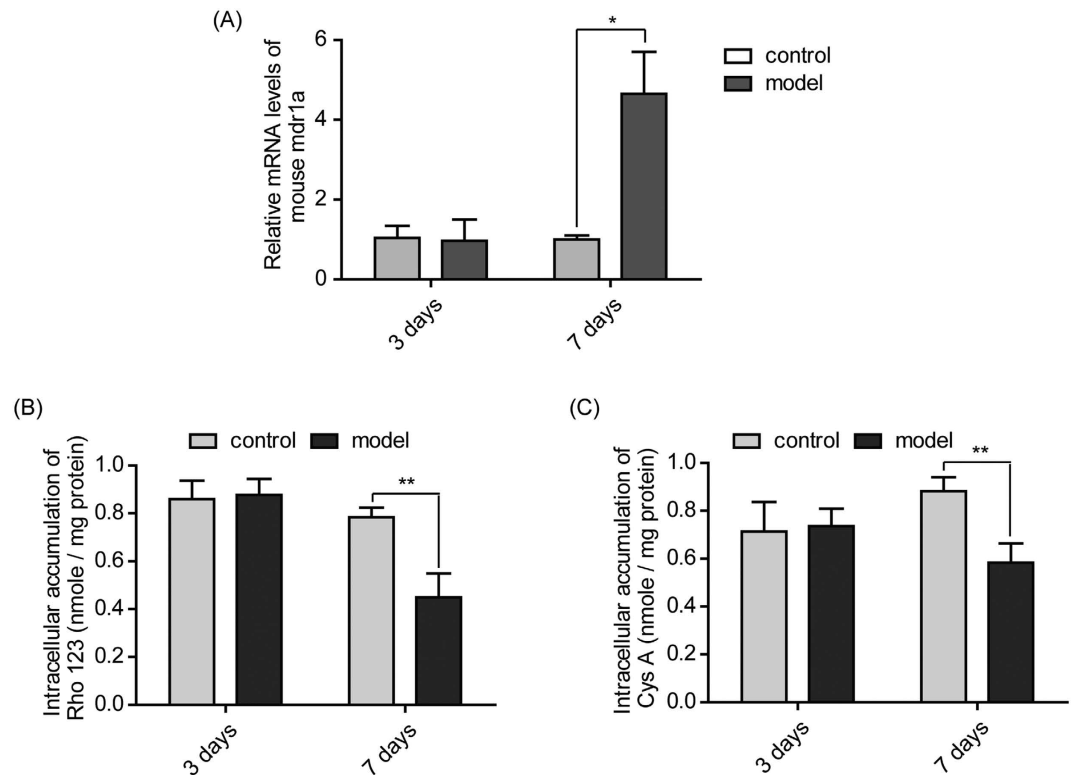 (A)
Relative mRNA levels of
mouse mdr1a
6
4
2
0
*
control
model
3 days
7 days
(B)
control
model
Intracellular accumulation of
Rho 123 (nmole / mg protein)
1.0
0.8
0.6
0.4
0.2
0.0
**
3 days
7 days
(C)
control
model
Intracellular accumulation of
Cys A (nmole / mg protein)
1.0
0.8
0.6
0.4
0.2
0.0
**
3 days
7 days